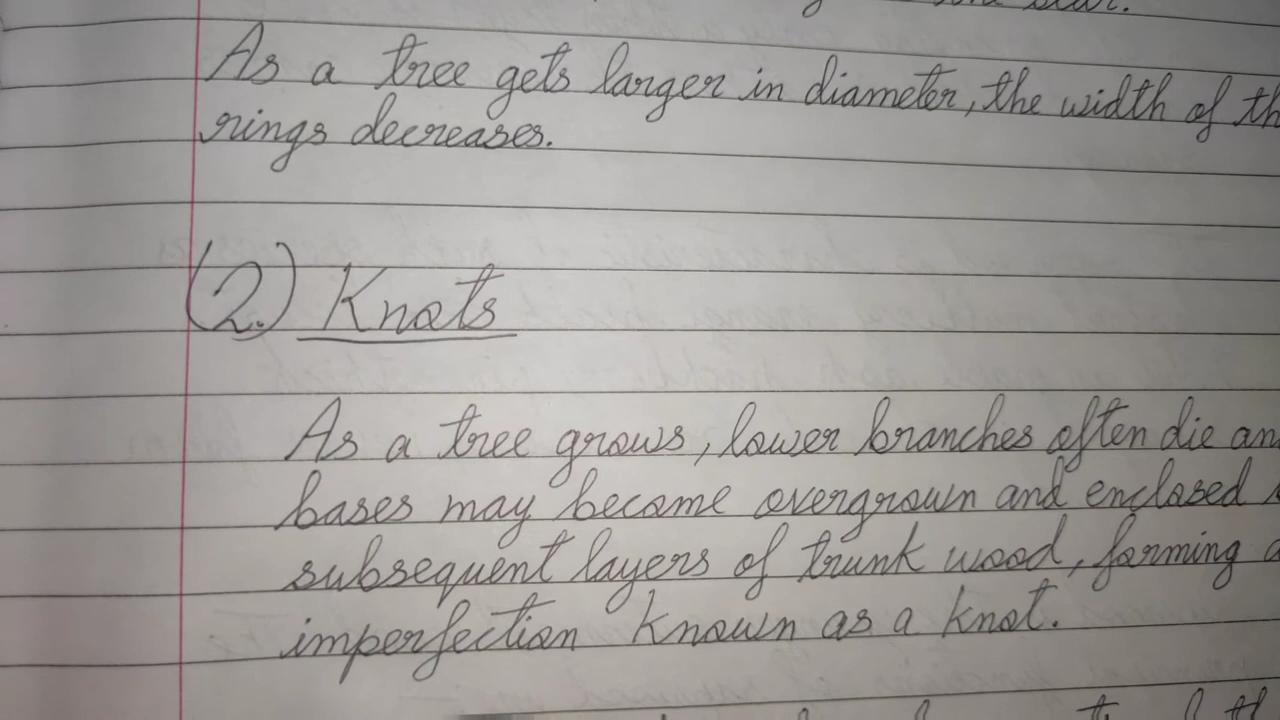 scar.
As a tree gets larger in diameter, the width of th
rings decreases.
(2.) Knots
As a tree grows, lower branches often die an
bases may become overgrown and enclosed
subsequent layers of trunk wood, forming a
imperfection known as a knot.